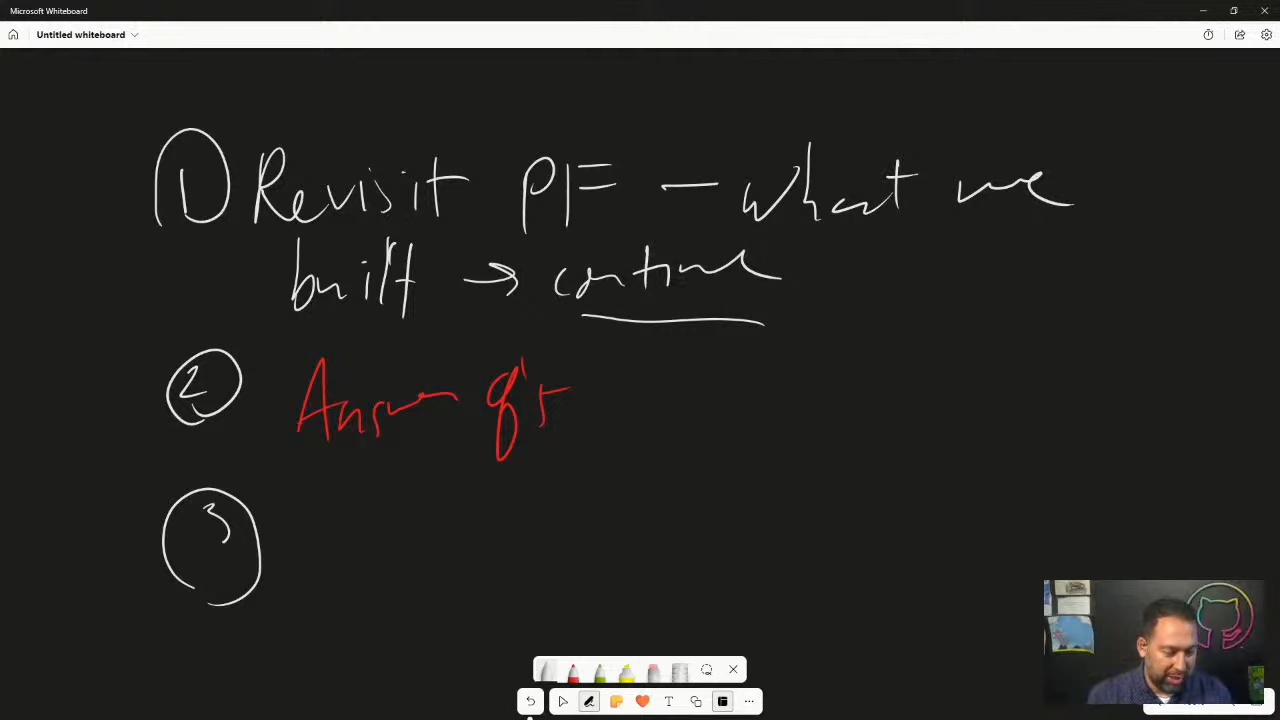 Microsoft Whiteboard
Untitled whiteboard
1 Revisit PF - what we
built → continue
2 Answer q's
3